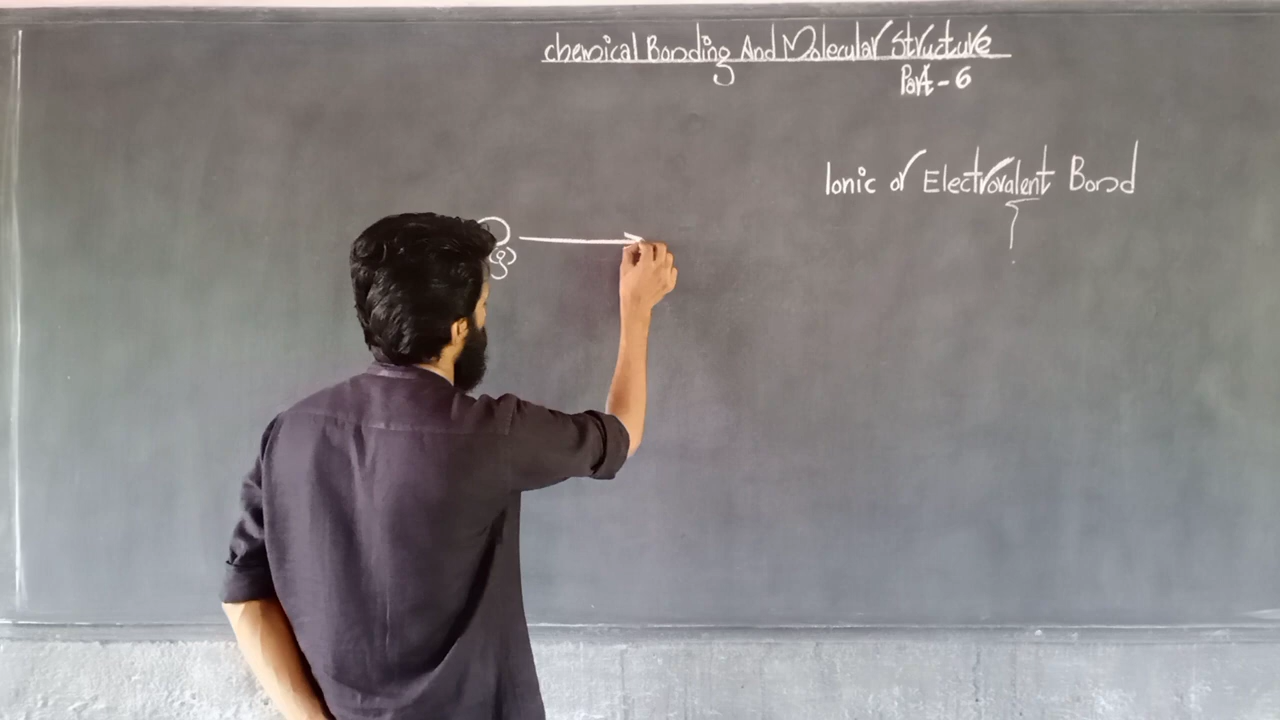 chemical Bonding And Molecular Structure
Part - 6
Ionic or Electrovalent Bond
(g)